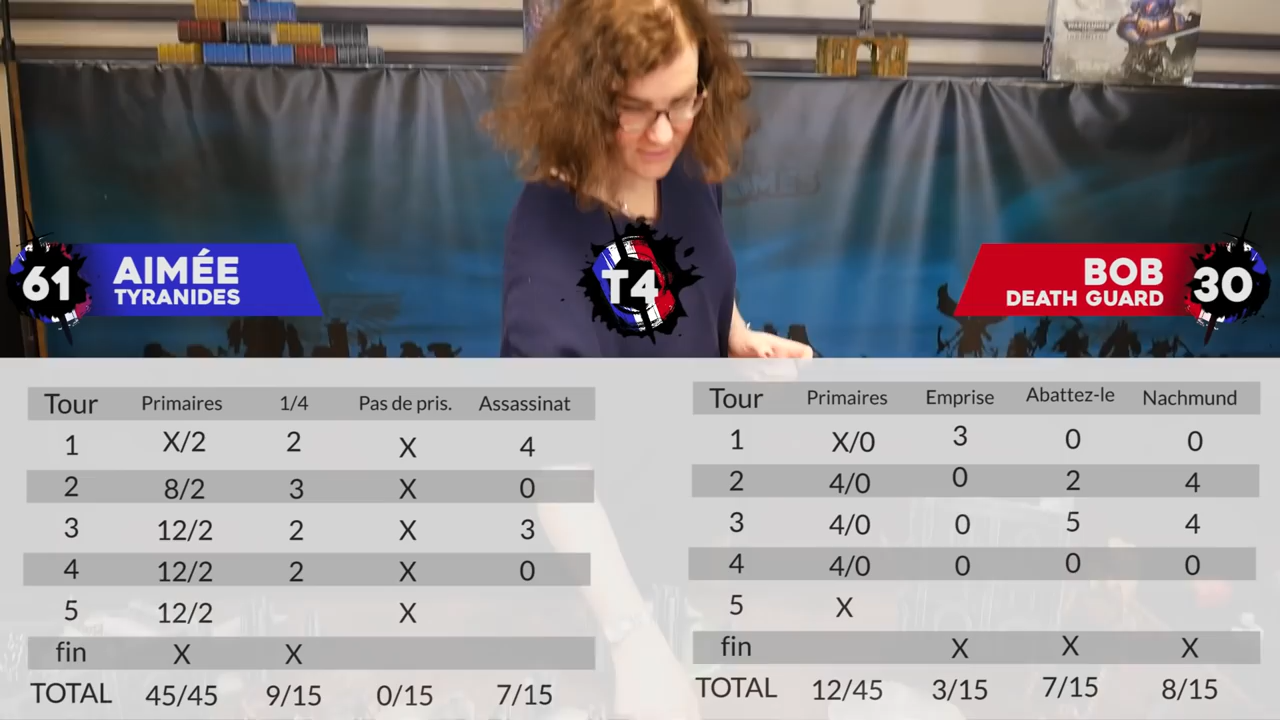 WARHAMMER
61
AIMÉE
TYRANIDES
T4
BOB
DEATH GUARD
30
Tour Primaires 1/4 Pas de pris. Assassinat
1 X/2 2 X 4
2 8/2 3 X 0
3 12/2 2 X 3
4 12/2 2 X 0
5 12/2 X
fin X X
TOTAL 45/45 9/15 0/15 7/15
Tour Primaires Emprise Abattez-le Nachmund
1 X/0 3 0 0
2 4/0 0 2 4
3 4/0 0 5 4
4 4/0 0 0 0
5 X
fin X X X
TOTAL 12/45 3/15 7/15 8/15